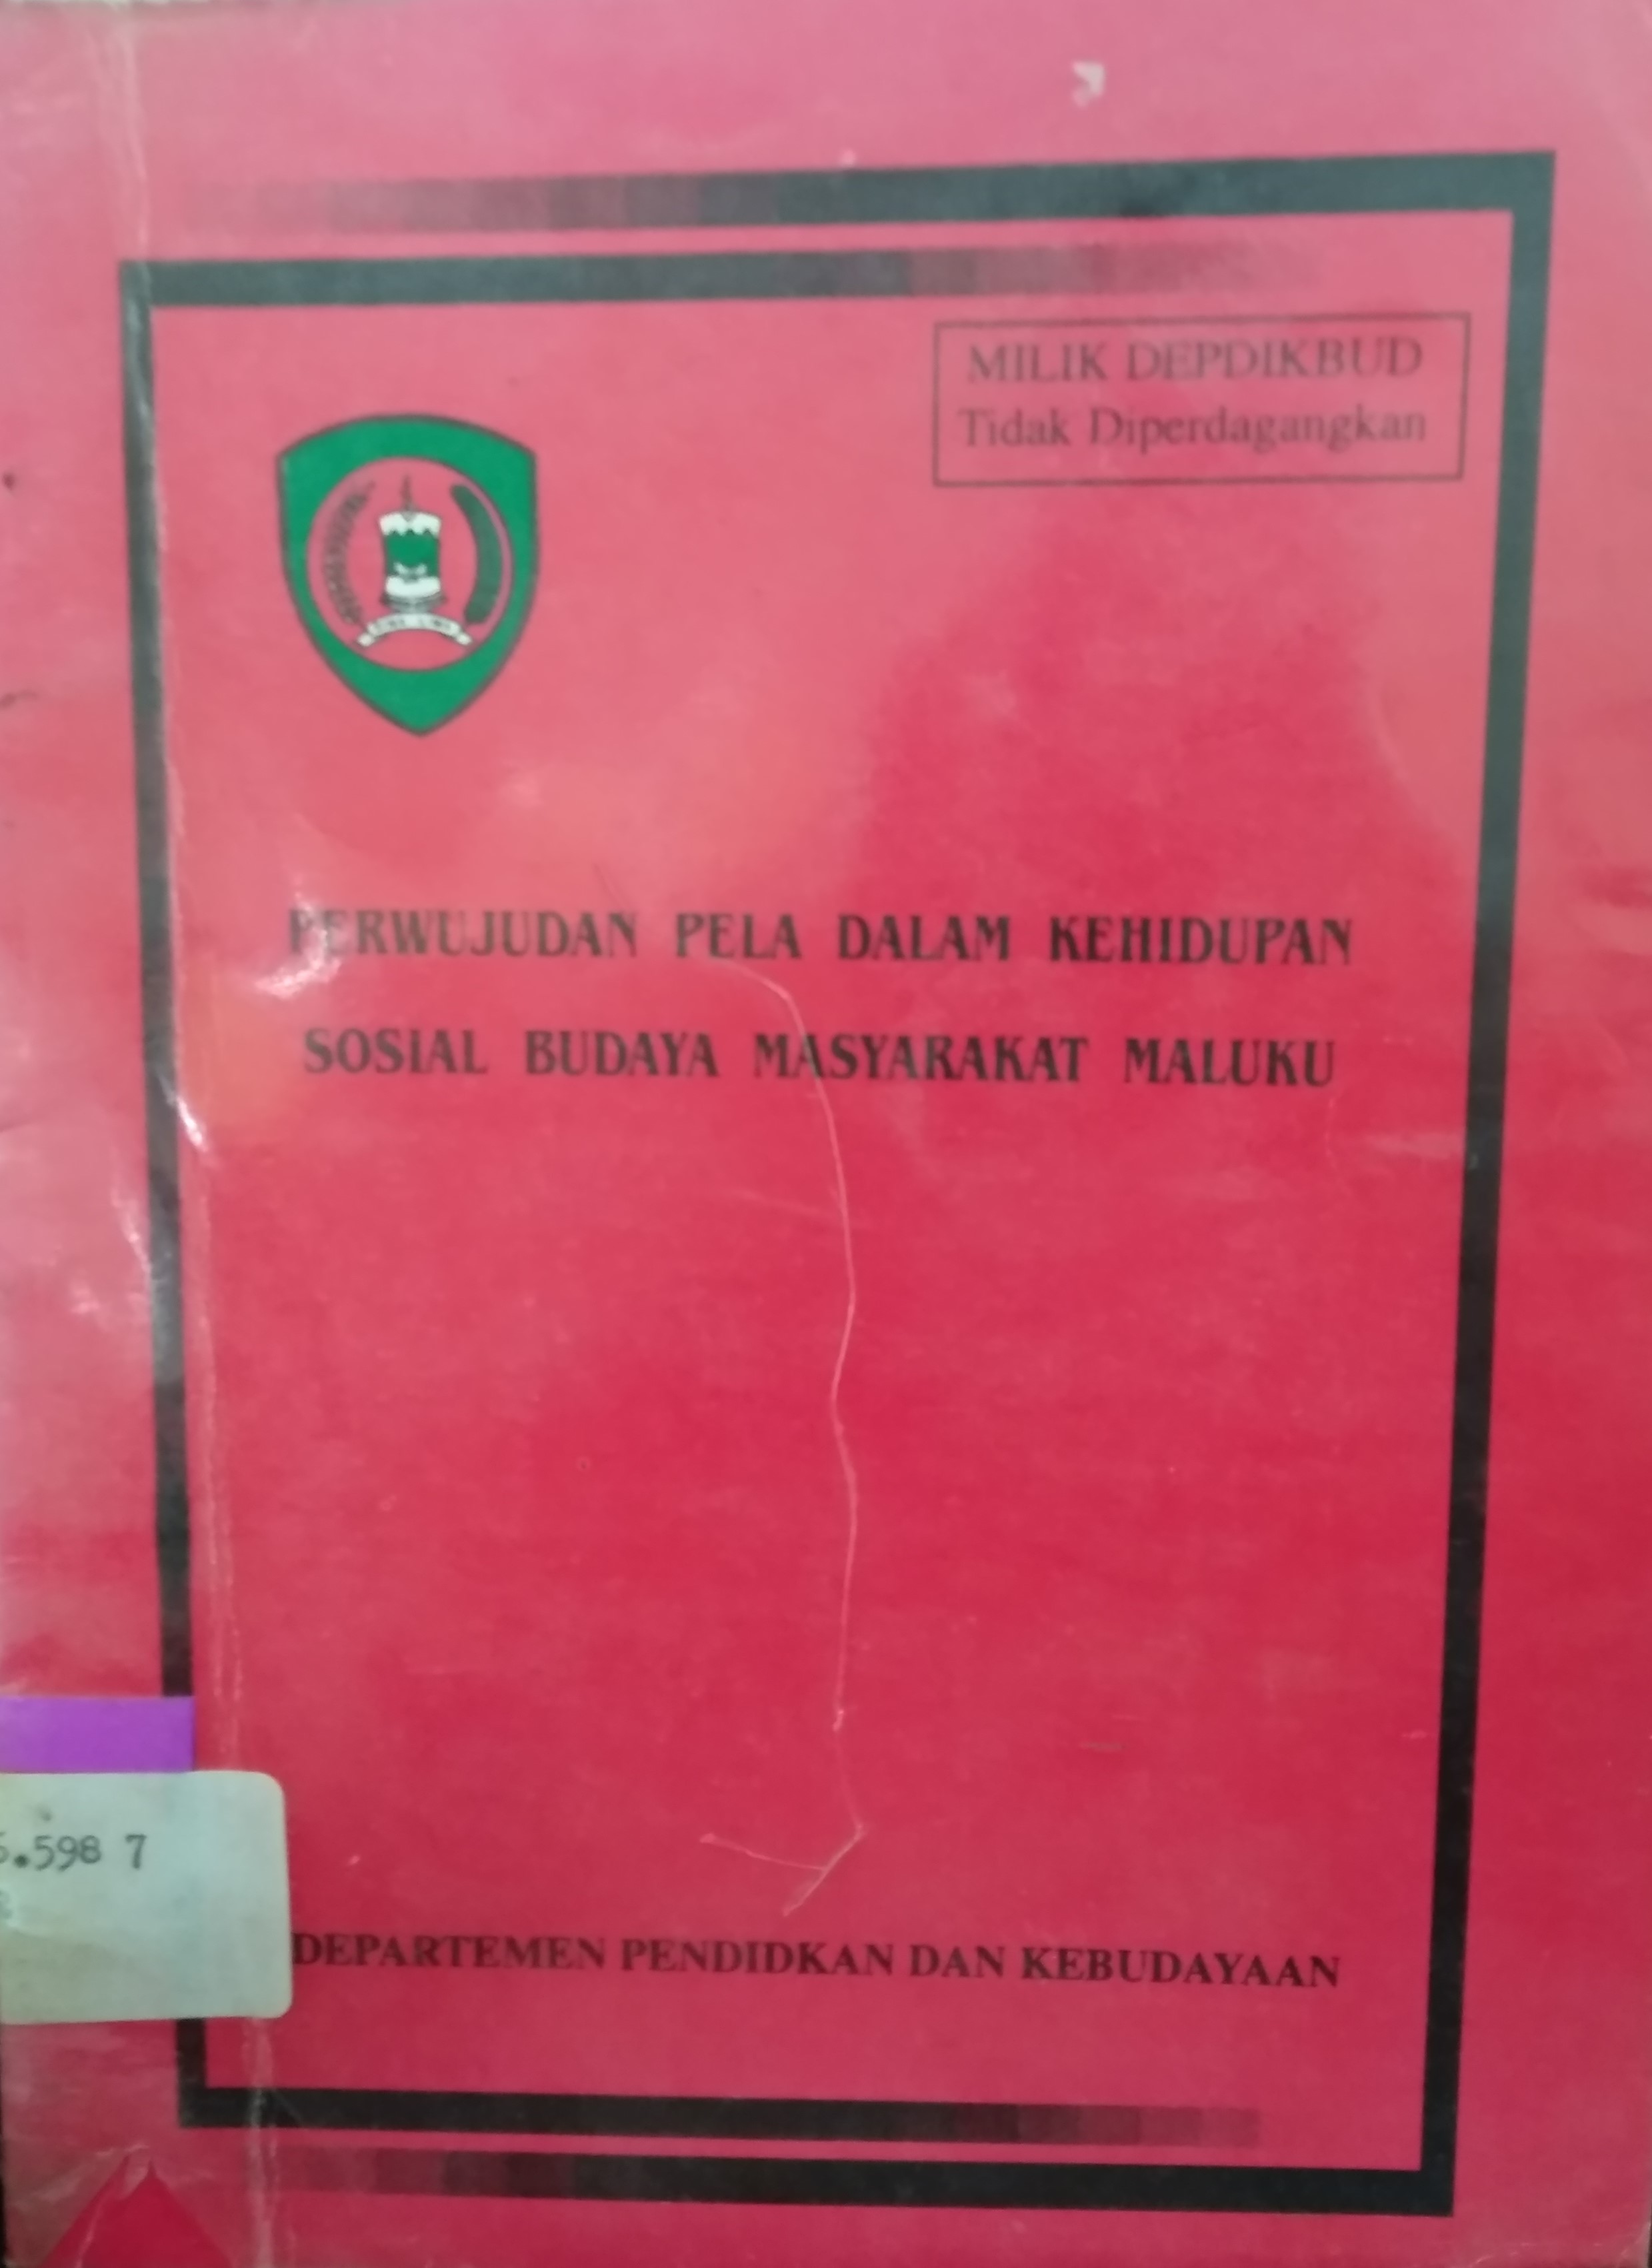 MILIK DEPDIKBUD
Tidak Diperdagangkan
PERWUJUDAN PELA DALAM KEHIDUPAN
SOSIAL BUDAYA MASYARAKAT MALUKU
.598 7
DEPARTEMEN PENDIDKAN DAN KEBUDAYAAN